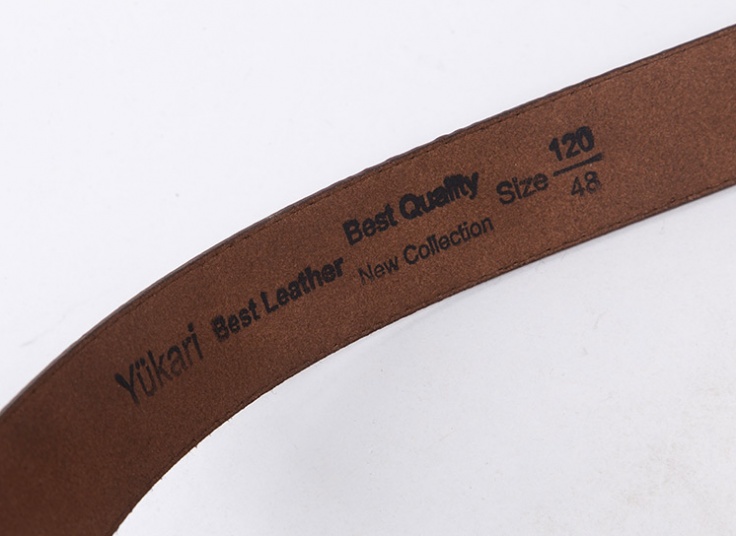 Yükari
Best Leather
Best Quality
New Collection
Size 120
48